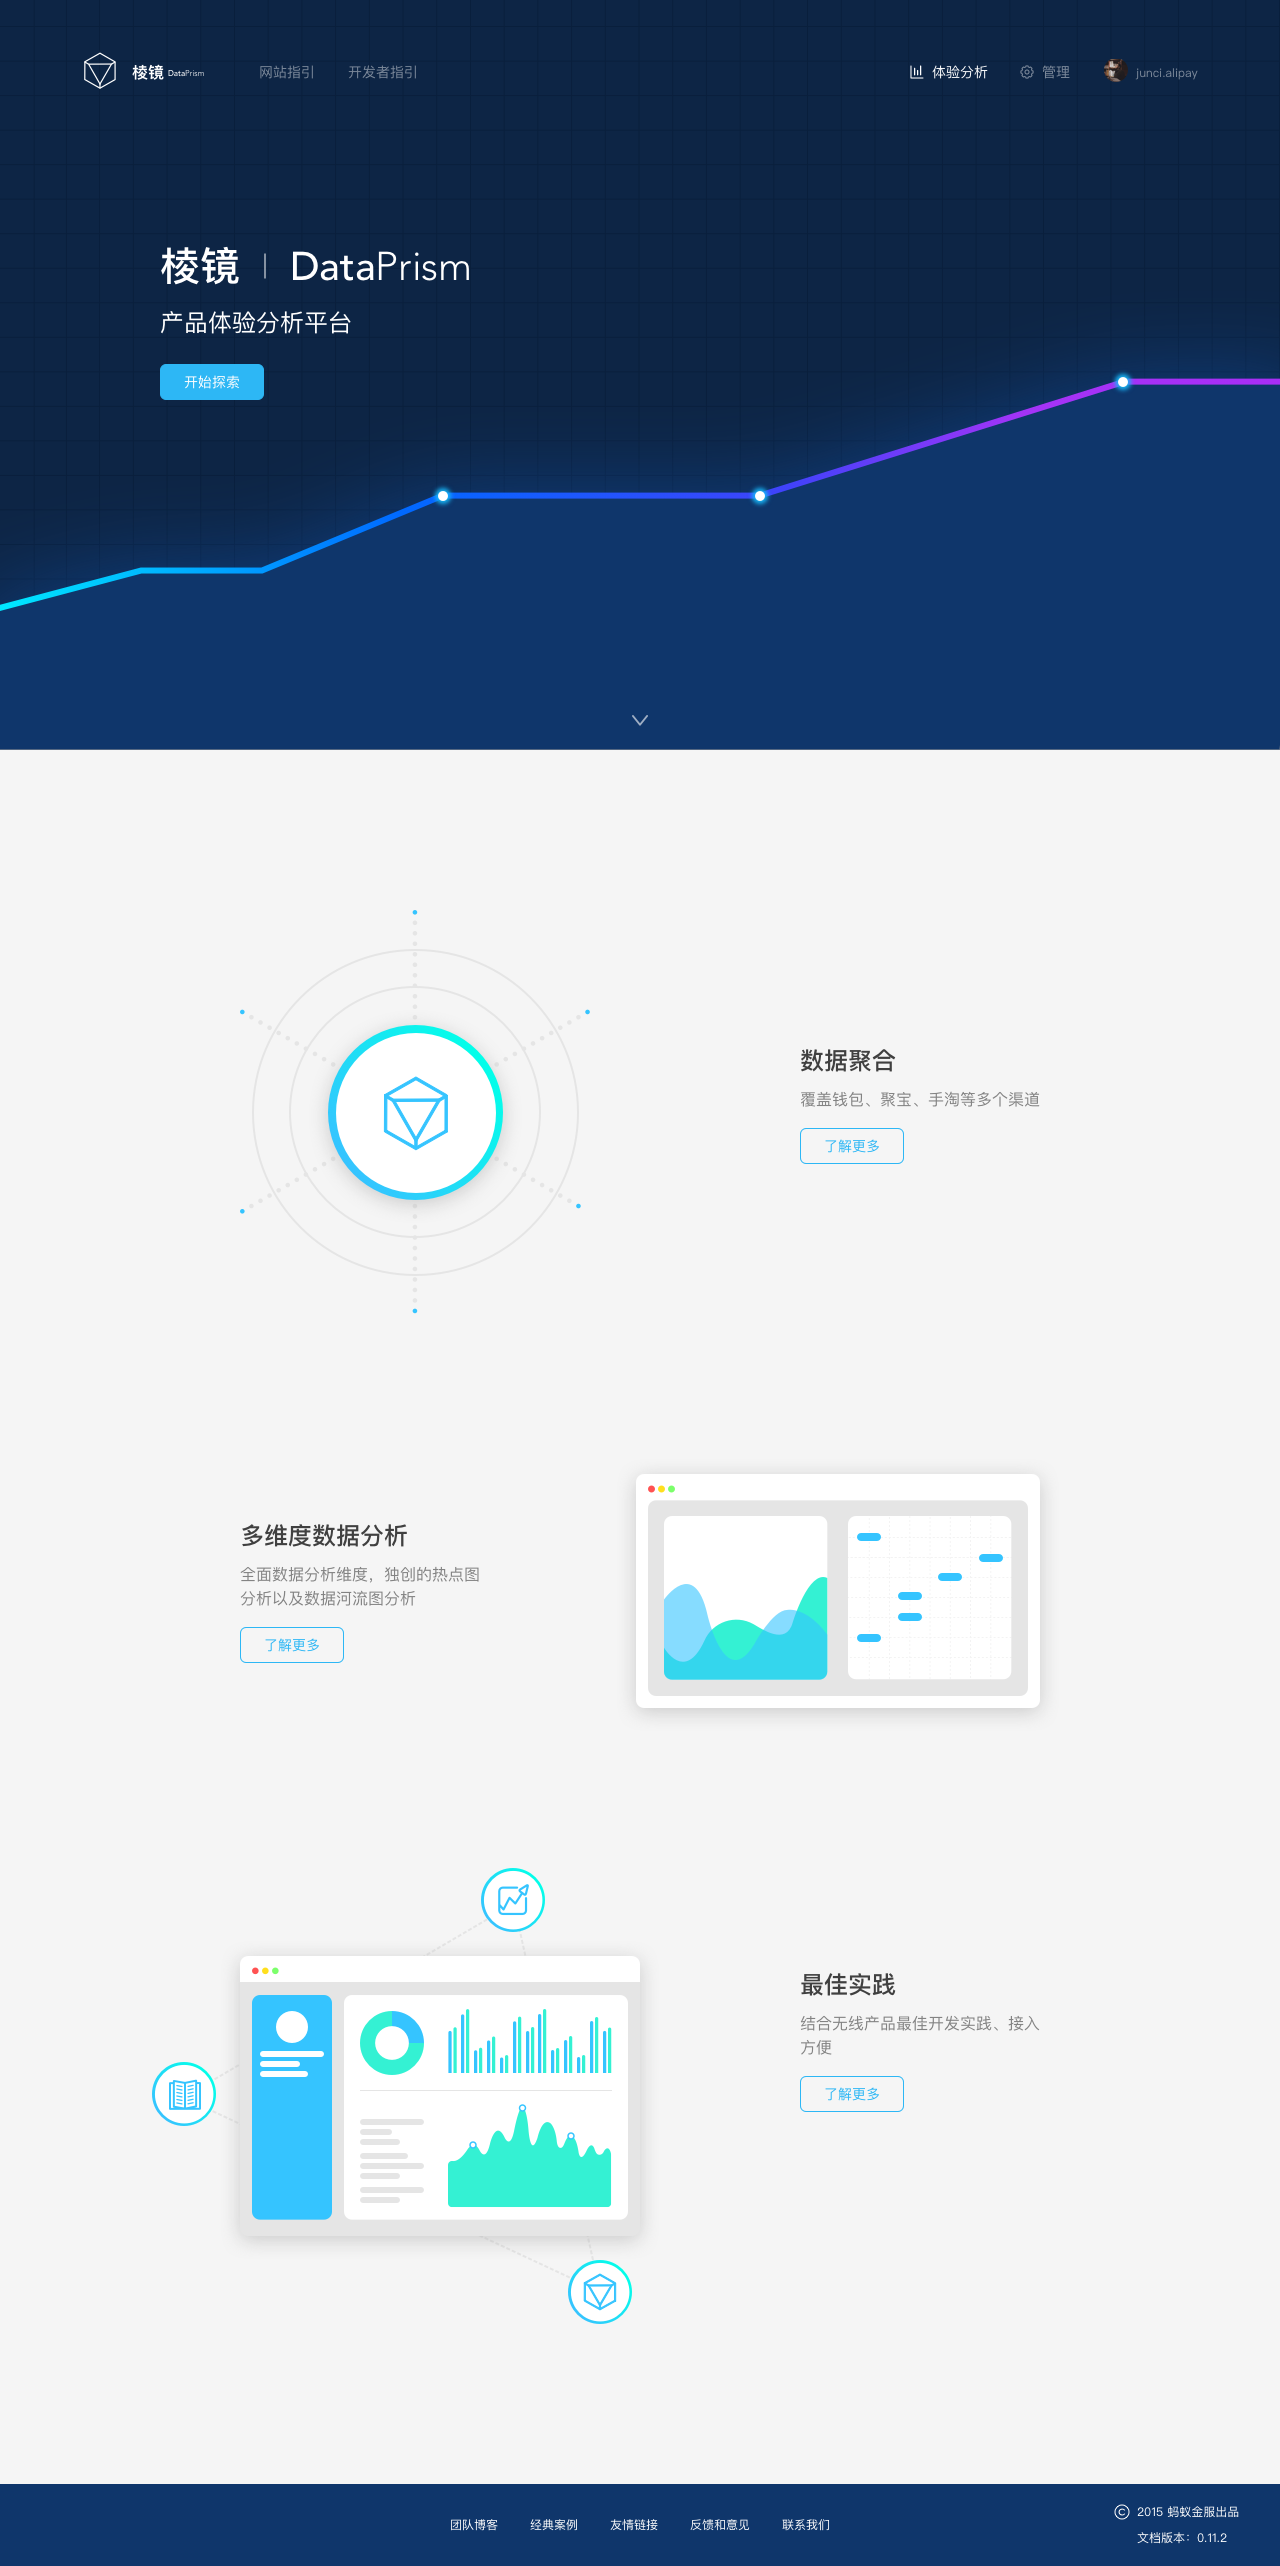 棱镜 DataPrism
网站指引
开发者指引
体验分析
管理
junci.alipay
棱镜 | DataPrism
产品体验分析平台
开始探索
数据聚合
覆盖钱包、聚宝、手淘等多个渠道
了解更多
多维度数据分析
全面数据分析维度，独创的热点图
分析以及数据河流图分析
了解更多
最佳实践
结合无线产品最佳开发实践、接入
方便
了解更多
团队博客
经典案例
友情链接
反馈和意见
联系我们
© 2015 蚂蚁金服出品
文档版本：0.11.2